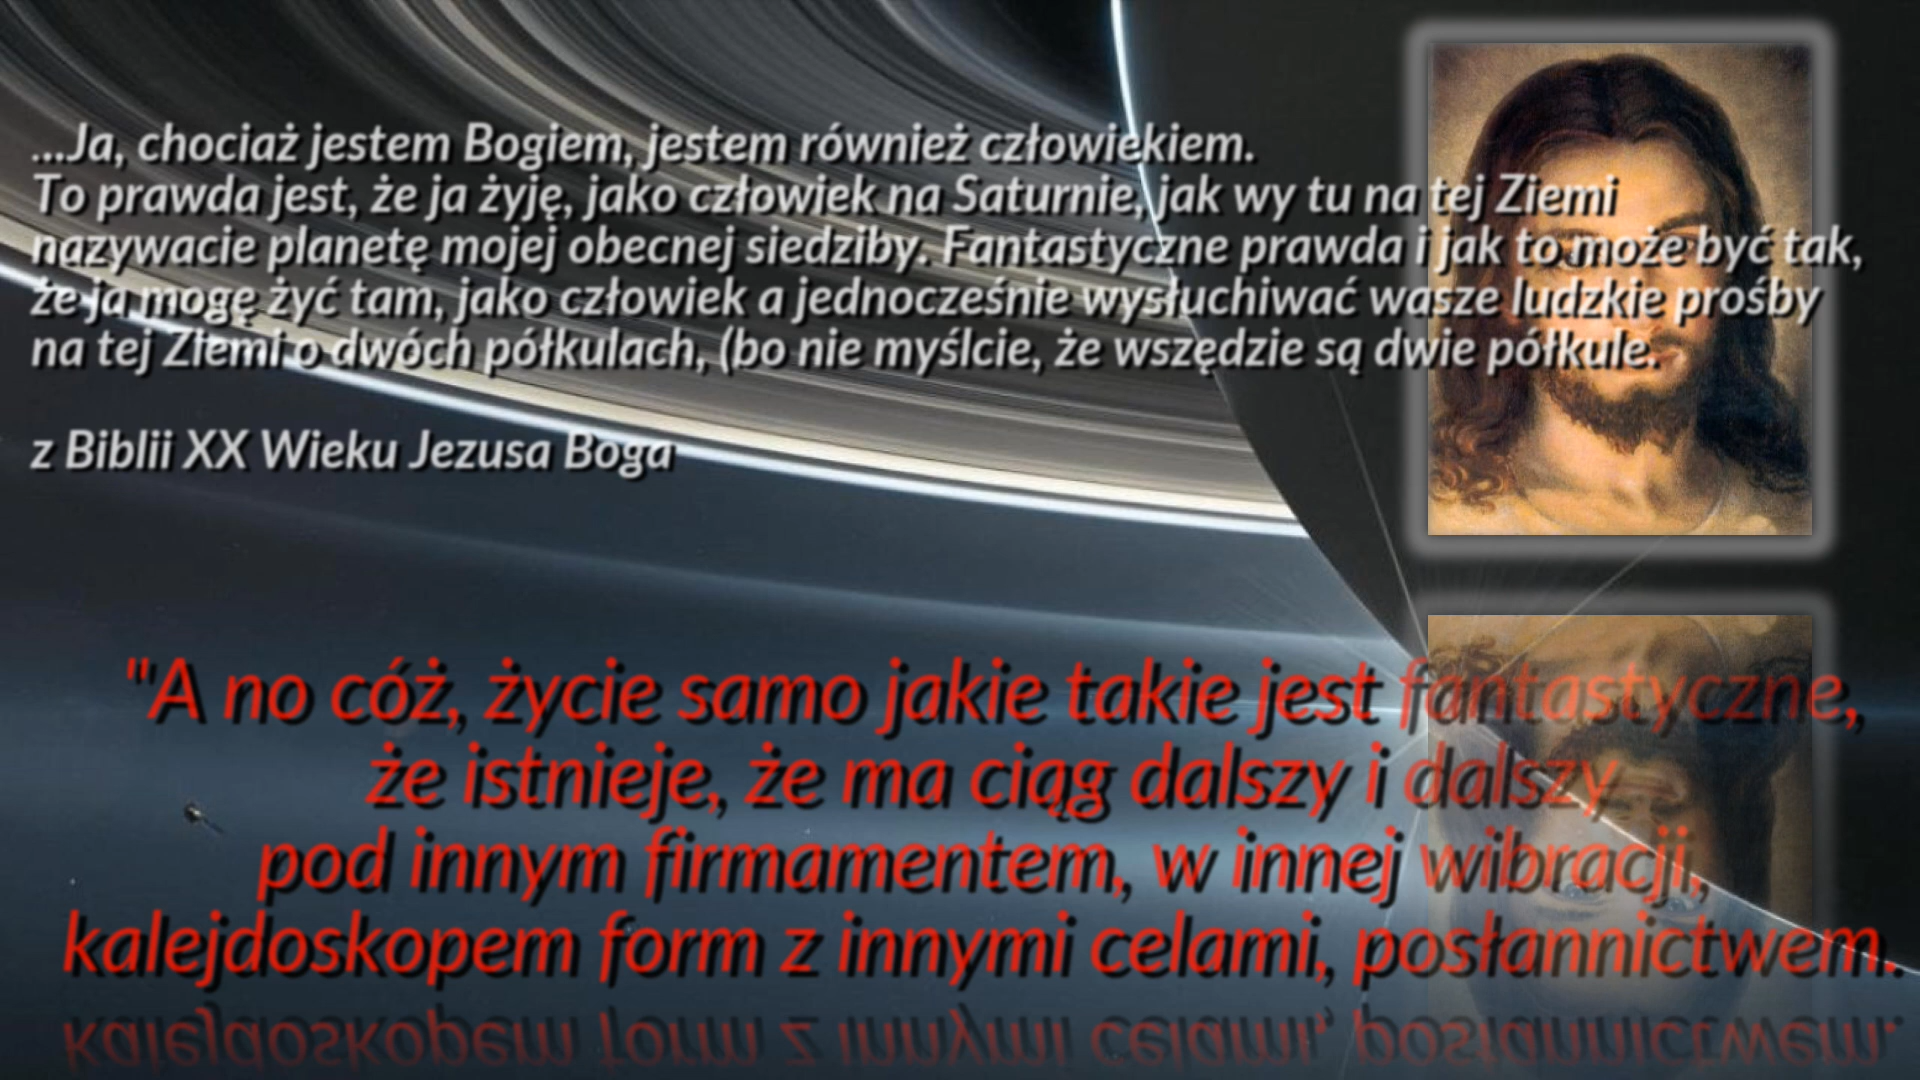 ...Ja, chociaż jestem Bogiem, jestem również człowiekiem.
To prawda jest, że ja żyję, jako człowiek na Saturnie, jak wy tu na tej Ziemi
nazywacie planetę mojej obecnej siedziby. Fantastyczne prawda i jak to może być tak,
że ja mogę żyć tam, jako człowiek a jednocześnie wysłuchiwać wasze ludzkie prośby
na tej Ziemi o dwóch półkulach, (bo nie myślcie, że wszędzie są dwie półkule.
z Biblii XX Wieku Jezusa Boga
"A no cóż, życie samo jakie takie jest fantastyczne,
że istnieje, że ma ciąg dalszy i dalszy
pod innym firmamentem, w innej wibracji,
kalejdoskopem form z innymi celami, posłannictwem.